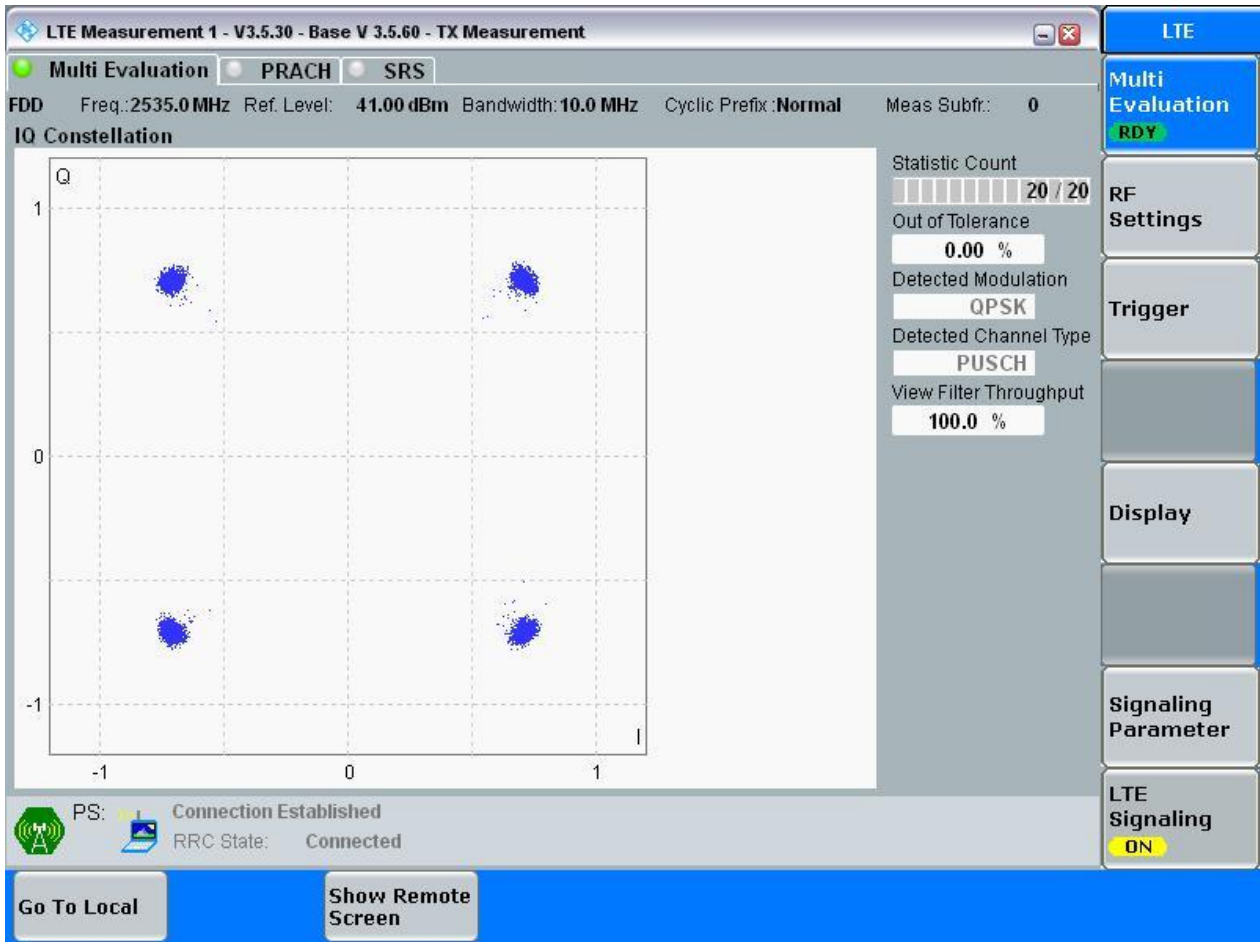 LTE Measurement 1 - V3.5.30 - Base V 3.5.60 - TX Measurement
LTE
Multi Evaluation PRACH SRS
FDD Freq.:2535.0 MHz Ref. Level: 41.00 dBm Bandwidth:10.0 MHz Cyclic Prefix :Normal Meas Subfr.: 0
IQ Constellation
Q
1
0
-1
I
-1 0 1
Statistic Count
20 / 20
Out of Tolerance
0.00 %
Detected Modulation
QPSK
Detected Channel Type
PUSCH
View Filter Throughput
100.0 %
Multi
Evaluation
RDY
RF
Settings
Trigger
Display
Signaling
Parameter
LTE
Signaling
ON
PS: Connection Established
RRC State: Connected
Go To Local
Show Remote
Screen